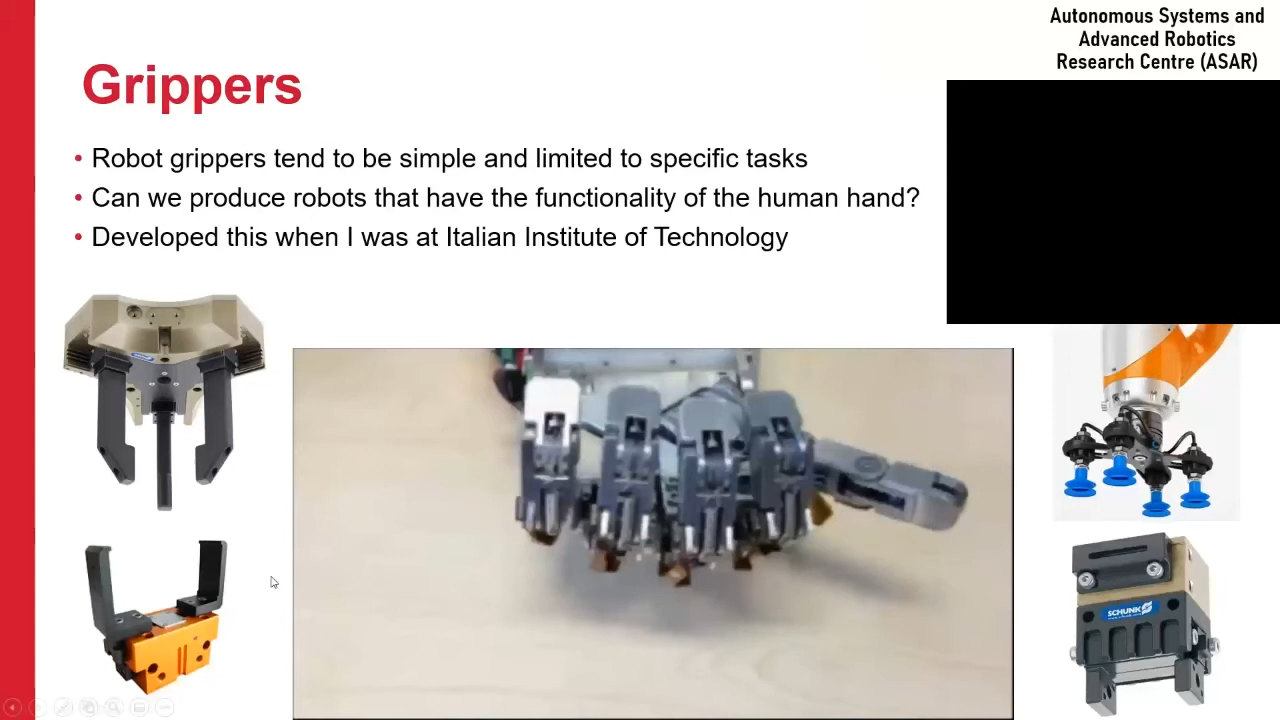 Autonomous Systems and
Advanced Robotics
Research Centre (ASAR)
Grippers
• Robot grippers tend to be simple and limited to specific tasks
• Can we produce robots that have the functionality of the human hand?
• Developed this when I was at Italian Institute of Technology
SCHUNK